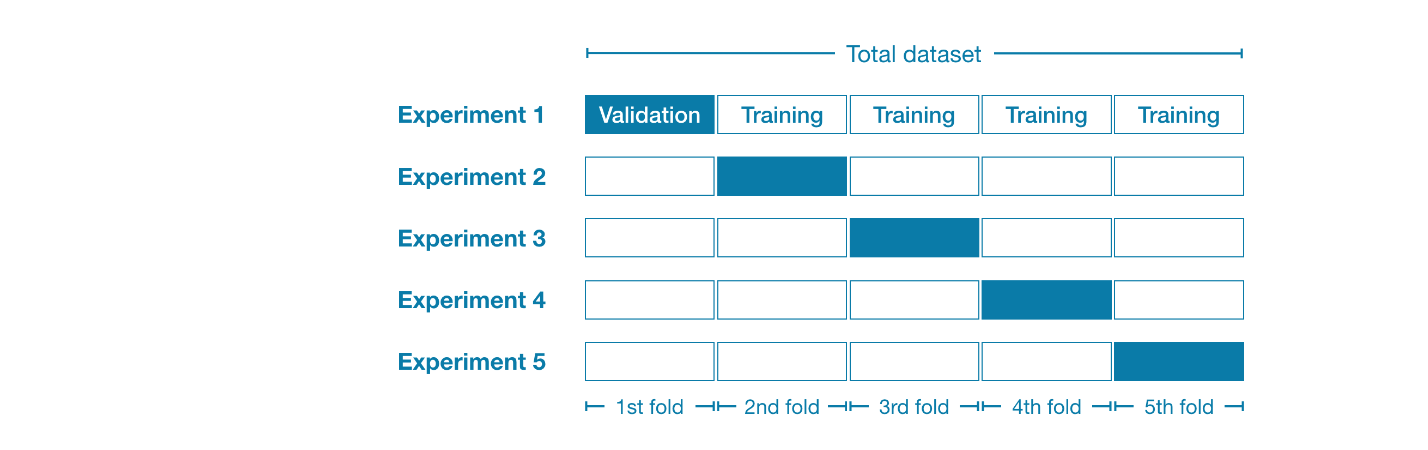 Total dataset
Experiment 1 Validation Training Training Training Training
Experiment 2
Experiment 3
Experiment 4
Experiment 5
1st fold 2nd fold 3rd fold 4th fold 5th fold